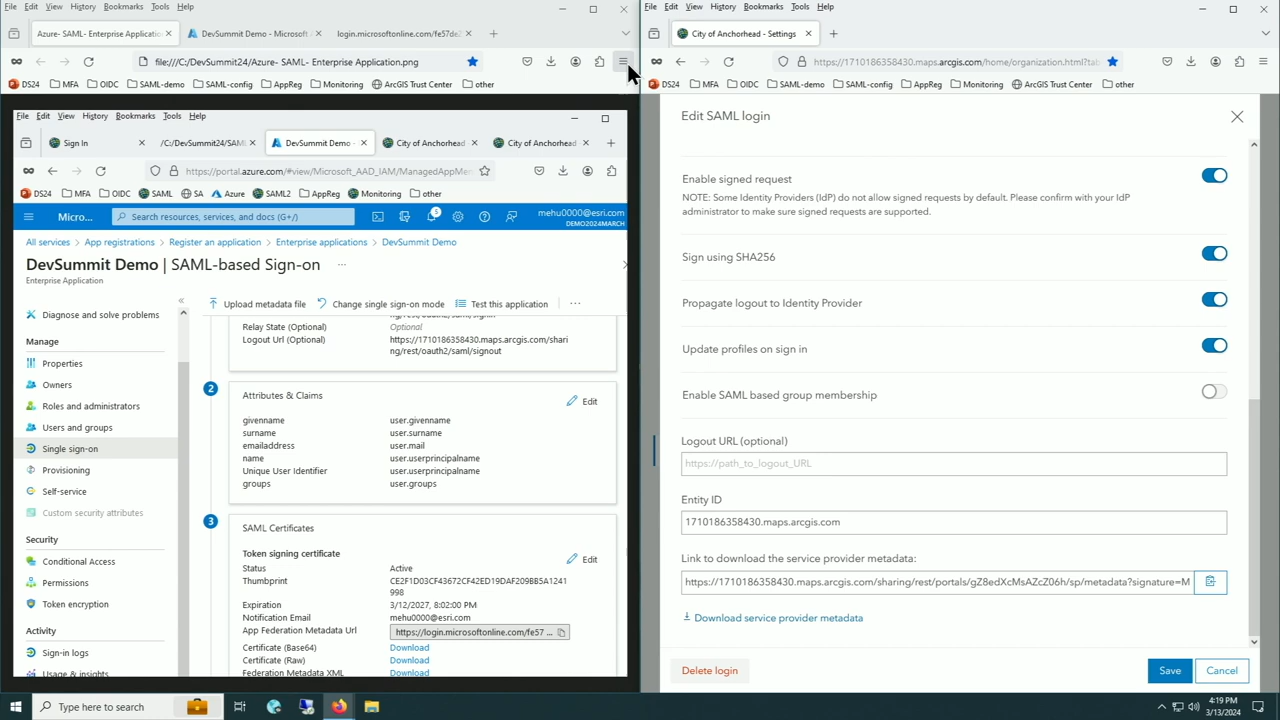 File Edit View History Bookmarks Tools Help
Azure- SAML- Enterprise Applicatio
DevSummit Demo - Microsoft A
login.microsoftonline.com/fe57de
file:///C:/DevSummit24/Azure- SAML- Enterprise Application.png
DS24 MFA OIDC SAML-demo SAML-config AppReg Monitoring ArcGIS Trust Center other
File Edit View History Bookmarks Tools Help
Sign In
/C:/DevSummit24/SAML
DevSummit Demo -
City of Anchorhead
City of Anchorhead
https://portal.azure.com/#view/Microsoft_AAD_IAM/ManagedAppMe
DS24 MFA OIDC SAML SA Azure SAML2 AppReg Monitoring other
Micro...
Search resources, services, and docs (G+/)
mehu0000@esri.com
DEMO2024MARCH
All services > App registrations > Register an application > Enterprise applications > DevSummit Demo
DevSummit Demo | SAML-based Sign-on ...
Enterprise Application
Upload metadata file Change single sign-on mode Test this application ...
Diagnose and solve problems
Manage
Properties
Owners
Roles and administrators
Users and groups
Single sign-on
Provisioning
Self-service
Custom security attributes
Security
Conditional Access
Permissions
Token encryption
Activity
Sign-in logs
Usage & insights
Relay State (Optional) Optional
Logout Url (Optional) https://1710186358430.maps.arcgis.com/shari
ng/rest/oauth2/saml/signout
2
Attributes & Claims
Edit
givenname user.givenname
surname user.surname
emailaddress user.mail
name user.userprincipalname
Unique User Identifier user.userprincipalname
groups user.groups
3
SAML Certificates
Token signing certificate
Edit
Status Active
Thumbprint CE2F1D03CF43672CF42ED19DAF209BB5A1241
998
Expiration 3/12/2027, 8:02:00 PM
Notification Email mehu0000@esri.com
App Federation Metadata Url https://login.microsoftonline.com/fe57 ...
Certificate (Base64) Download
Certificate (Raw) Download
Federation Metadata XML Download
File Edit View History Bookmarks Tools Help
City of Anchorhead - Settings
https://1710186358430.maps.arcgis.com/home/organization.html?tab
DS24 MFA OIDC SAML-demo SAML-config AppReg Monitoring ArcGIS Trust Center other
Edit SAML login
Enable signed request
NOTE: Some Identity Providers (IdP) do not allow signed requests by default. Please confirm with your IdP
administrator to make sure signed requests are supported.
Sign using SHA256
Propagate logout to Identity Provider
Update profiles on sign in
Enable SAML based group membership
Logout URL (optional)
https://path_to_logout_URL
Entity ID
1710186358430.maps.arcgis.com
Link to download the service provider metadata:
https://1710186358430.maps.arcgis.com/sharing/rest/portals/gZ8edXcMsAZcZ06h/sp/metadata?signature=M
Download service provider metadata
Delete login
Save
Cancel
Type here to search
4:19 PM
3/13/2024